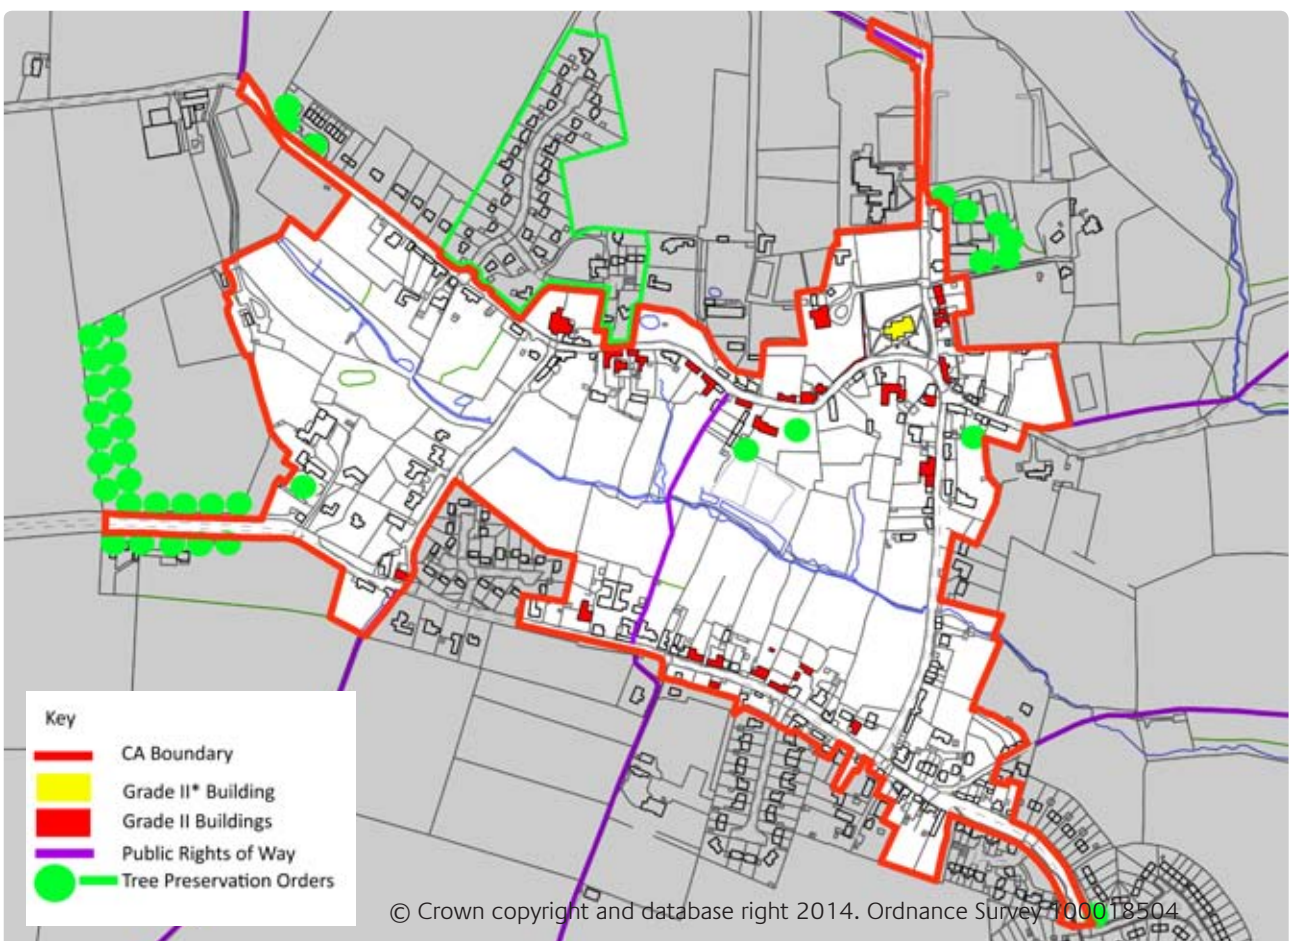 Key
CA Boundary
Grade II* Building
Grade II Buildings
Public Rights of Way
Tree Preservation Orders
© Crown copyright and database right 2014. Ordnance Survey 100018504